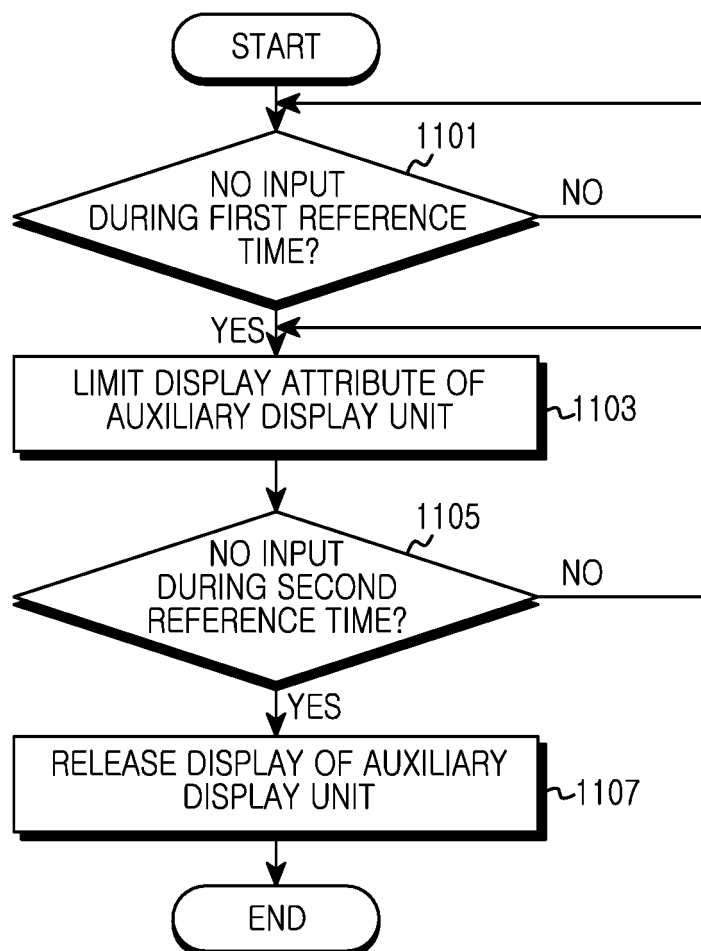 START
1101
NO INPUT
DURING FIRST REFERENCE
TIME?
NO
YES
LIMIT DISPLAY ATTRIBUTE OF
AUXILIARY DISPLAY UNIT
1103
1105
NO INPUT
DURING SECOND
REFERENCE TIME?
NO
YES
RELEASE DISPLAY OF AUXILIARY
DISPLAY UNIT
1107
END